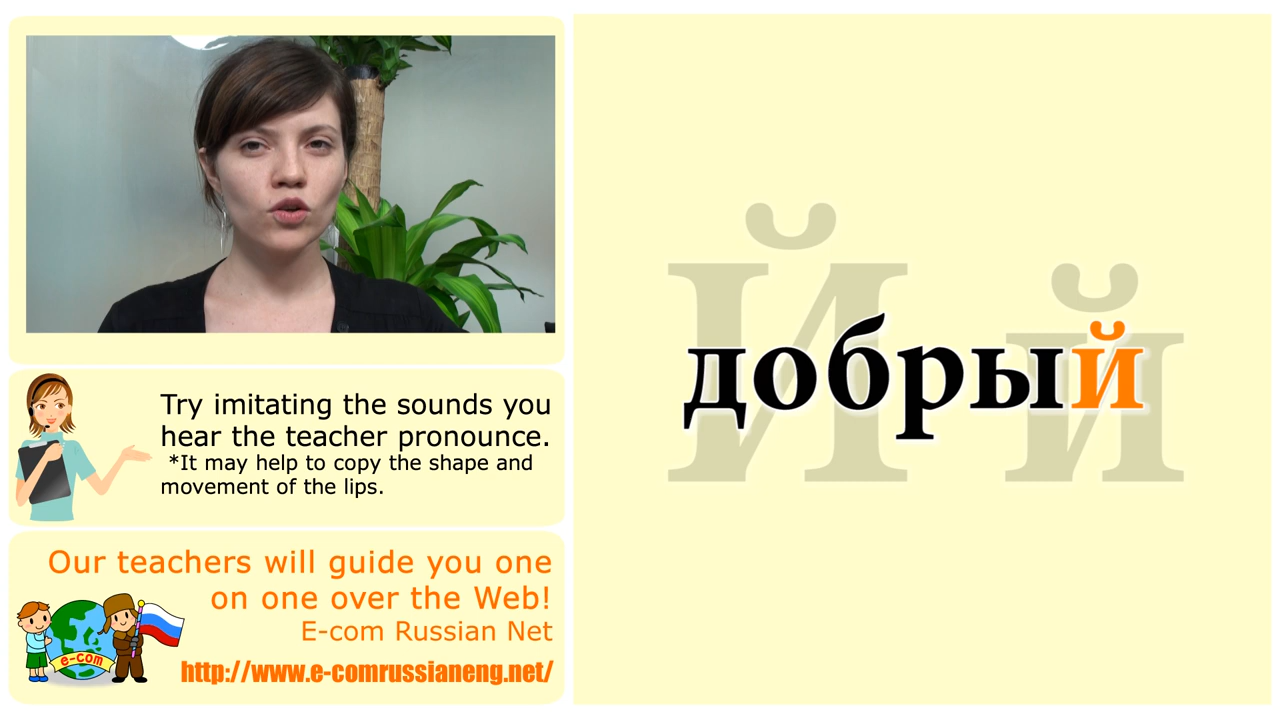 Try imitating the sounds you
hear the teacher pronounce.
*It may help to copy the shape and
movement of the lips.
Our teachers will guide you one
on one over the Web!
E-com Russian Net
e-com
http://www.e-comrussianeng.net/
Й й
добрый